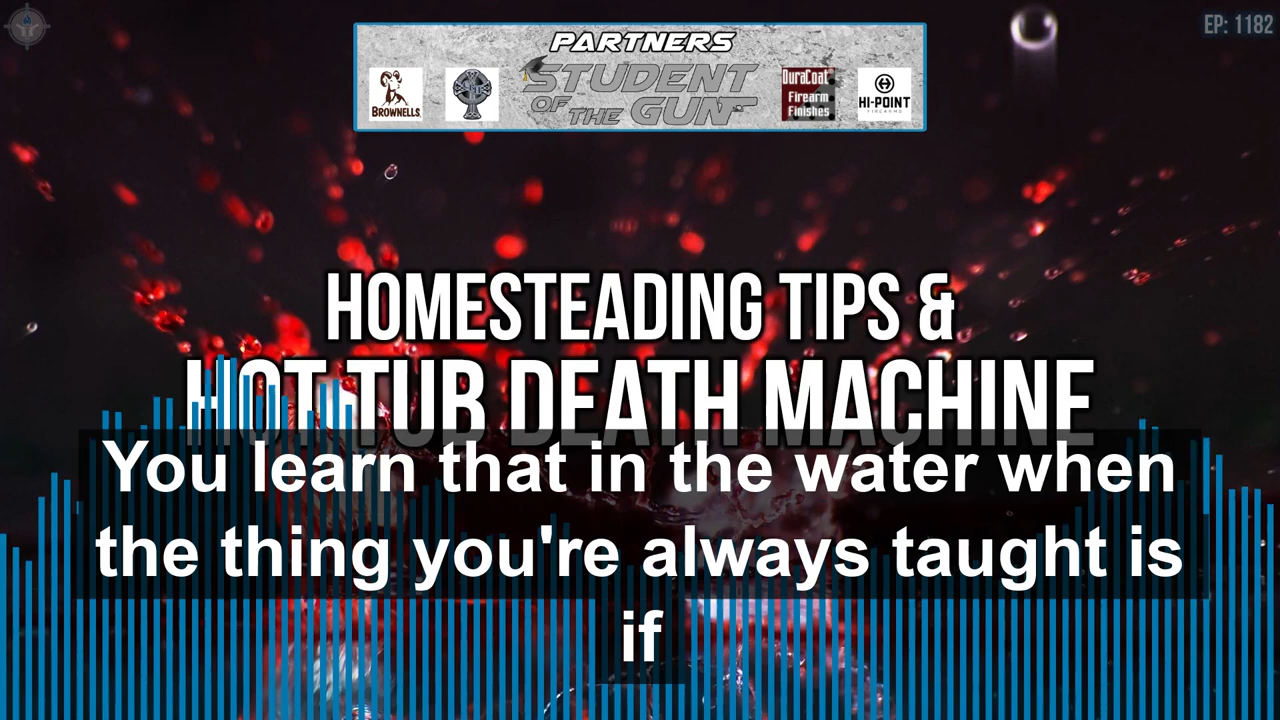 EP: 1182
PARTNERS
STUDENT
OF THE GUN
BROWNELLS
DuraCoat
Firearm
Finishes
HI-POINT
FIREARMS
HOMESTEADING TIPS &
HOT TUB DEATH MACHINE
You learn that in the water when
the thing you're always taught is
if